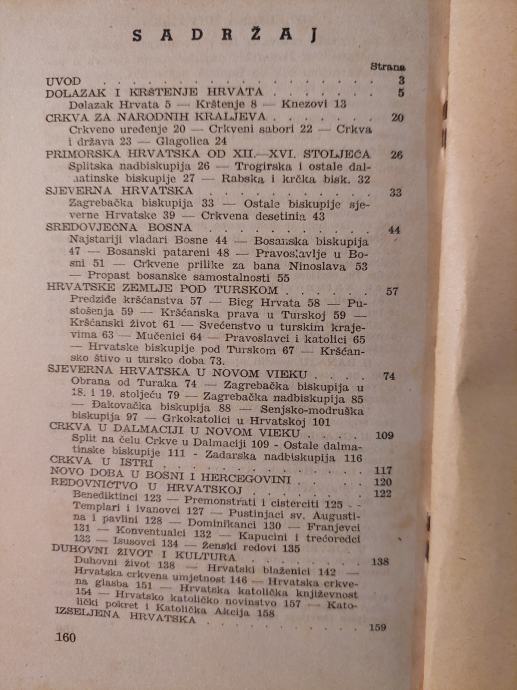 SADRŽAJ
Strana
UVOD . . . . . . . . . . . . . . . . 3
DOLAZAK I KRŠTENJE HRVATA . . . . . . . 5
Dolazak Hrvata 5 — Krštenje 8 — Knezovi 13
CRKVA ZA NARODNIH KRALJEVA . . . . . . 20
Crkveno uređenje 20 — Crkveni sabori 22 — Crkva
i država 23 — Glagolica 24
PRIMORSKA HRVATSKA OD XII.—XVI. STOLJEĆA 26
Splitska nadbiskupija 26 — Trogirska i ostale dal-
matinske biskupije 27 — Rabska i krčka bisk. 32
SJEVERNA HRVATSKA . . . . . . . . . 33
Zagrebačka biskupija 33 — Ostale biskupije sje-
verne Hrvatske 39 — Crkvena desetinia 43
SREDOVJEČNA BOSNA . . . . . . . . . 44
Najstariji vladari Bosne 44 — Bosanska biskupija
47 — Bosanski patareni 48 — Pravoslavlje u Bo-
sni 51 — Crkvene prilike za bana Ninoslava 53
— Propast bosanske samostalnosti 55
HRVATSKE ZEMLJE POD TURSKOM . . . . . . 57
Predziđe kršćanstva 57 — Bieg Hrvata 58 — Pu-
stošenja 59 — Kršćanska prava u Turskoj 59 —
Kršćanski život 61 — Svećenstvo u turskim kraje-
vima 63 — Mučenici 64 — Pravoslavci i katolici 65
— Hrvatske biskupije pod Turskom 67 — Kršćan-
sko štivo u tursko doba 73.
SJEVERNA HRVATSKA U NOVOM VIEKU . . . . 74
Obrana od Turaka 74 — Zagrebačka biskupija u
18. i 19. stoljeću 79 — Zagrebačka nadbiskupija 85
— Đakovačka biskupija 88 — Senjsko-modruška
biskupija 97 — Grkokatolici u Hrvatskoj 101
CRKVA U DALMACIJI U NOVOM VIEKU . . . . 109
Split na čelu Crkve u Dalmaciji 109 - Ostale dalma-
tinske biskupije 111 - Zadarska nadbiskupija 116
CRKVA U ISTRI . . . . . . . . . . . 117
NOVO DOBA U BOSNI I HERCEGOVINI . . . . 120
REDOVNICTVO U HRVATSKOJ . . . . . . . 122
Benediktinci 123 — Premonstrati i cisterciti 125 -
Templari i ivanovci 127 — Pustinjaci sv. Augusti-
na i pavlini 128 — Dominikanci 130 — Franjevci
131 — Konventualci 132 — Kapucini i trećoredci
133 — Isusovci 134 — Ženski redovi 135
DUHOVNI ŽIVOT I KULTURA . . . . . . . 138
Duhovni život 138 — Hrvatski blaženici 142 —
Hrvatska crkvena umjetnost 146 — Hrvatska crkve-
na glasba 151 — Hrvatska katolička književnost
154 — Hrvatsko katoličko novinstvo 157 — Kato-
lički pokret i Katolička Akcija 158
IZSELJENA HRVATSKA . . . . . . . . . 159
160